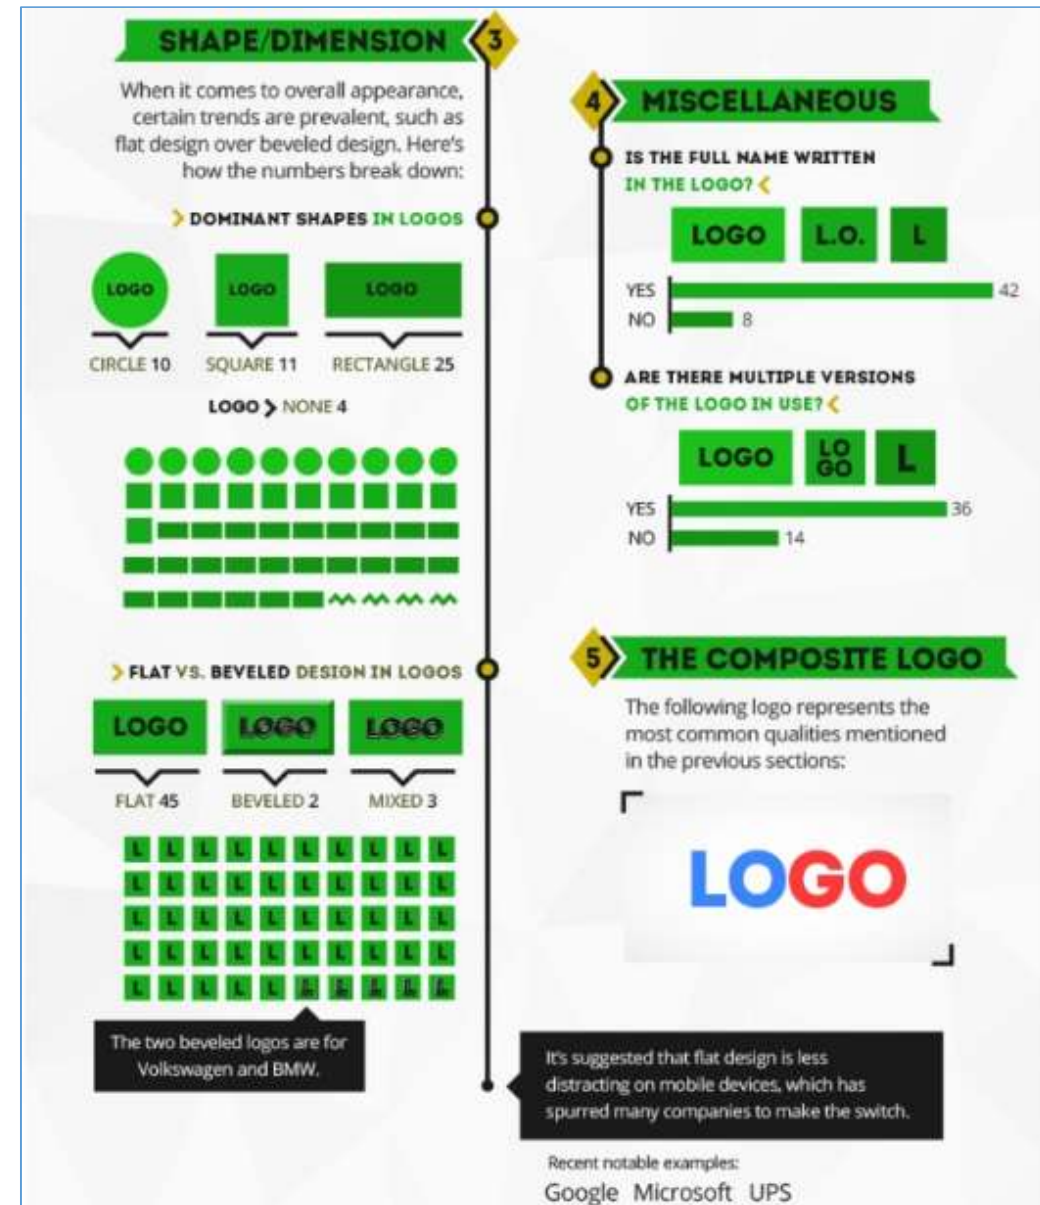 SHAPE/DIMENSION
3
When it comes to overall appearance,
certain trends are prevalent, such as
flat design over beveled design. Here's
how the numbers break down:
DOMINANT SHAPES IN LOGOS
LOGO LOGO LOGO
CIRCLE 10 SQUARE 11 RECTANGLE 25
LOGO > NONE 4
FLAT VS. BEVELED DESIGN IN LOGOS
LOGO LOGO LOGO
FLAT 45 BEVELED 2 MIXED 3
L L L L L L L L L L
L L L L L L L L L L
L L L L L L L L L L
L L L L L L L L L L
L L L L L L L L L L
The two beveled logos are for
Volkswagen and BMW.
4
MISCELLANEOUS
IS THE FULL NAME WRITTEN
IN THE LOGO?
LOGO L.O. L
YES 42
NO 8
ARE THERE MULTIPLE VERSIONS
OF THE LOGO IN USE?
LOGO LO L
GO
YES 36
NO 14
5
THE COMPOSITE LOGO
The following logo represents the
most common qualities mentioned
in the previous sections:
LOGO
It's suggested that flat design is less
distracting on mobile devices, which has
spurred many companies to make the switch.
Recent notable examples:
Google Microsoft UPS